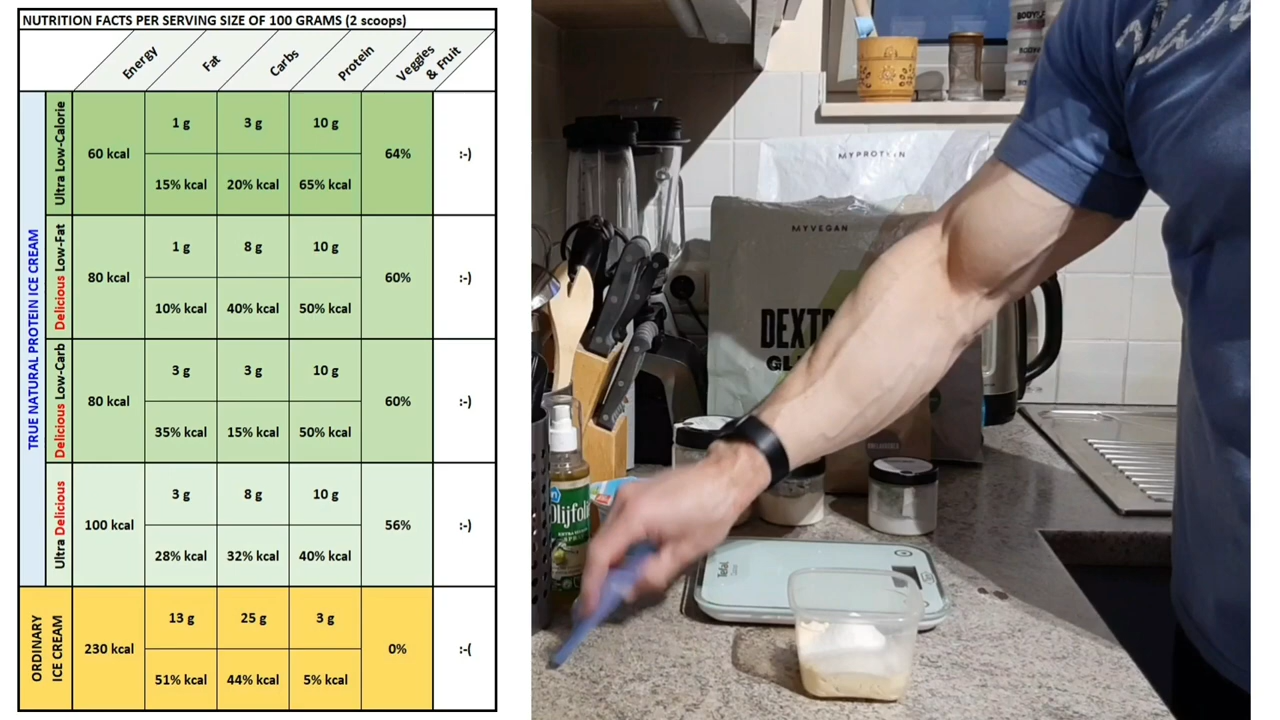 NUTRITION FACTS PER SERVING SIZE OF 100 GRAMS (2 scoops)
Energy
Fat
Carbs
Protein
Veggies
& Fruit
TRUE NATURAL PROTEIN ICE CREAM
Ultra Low-Calorie
60 kcal
1 g
3 g
10 g
15% kcal
20% kcal
65% kcal
64%
:-)
Delicious Low-Fat
80 kcal
1 g
8 g
10 g
10% kcal
40% kcal
50% kcal
60%
:-)
Delicious Low-Carb
80 kcal
3 g
3 g
10 g
35% kcal
15% kcal
50% kcal
60%
:-)
Ultra Delicious
100 kcal
3 g
8 g
10 g
28% kcal
32% kcal
40% kcal
56%
:-)
ORDINARY
ICE CREAM
230 kcal
13 g
25 g
3 g
51% kcal
44% kcal
5% kcal
0%
:-(
MYPROTEIN
MYVEGAN
DEXTR
GL
Olijfol
Tefal